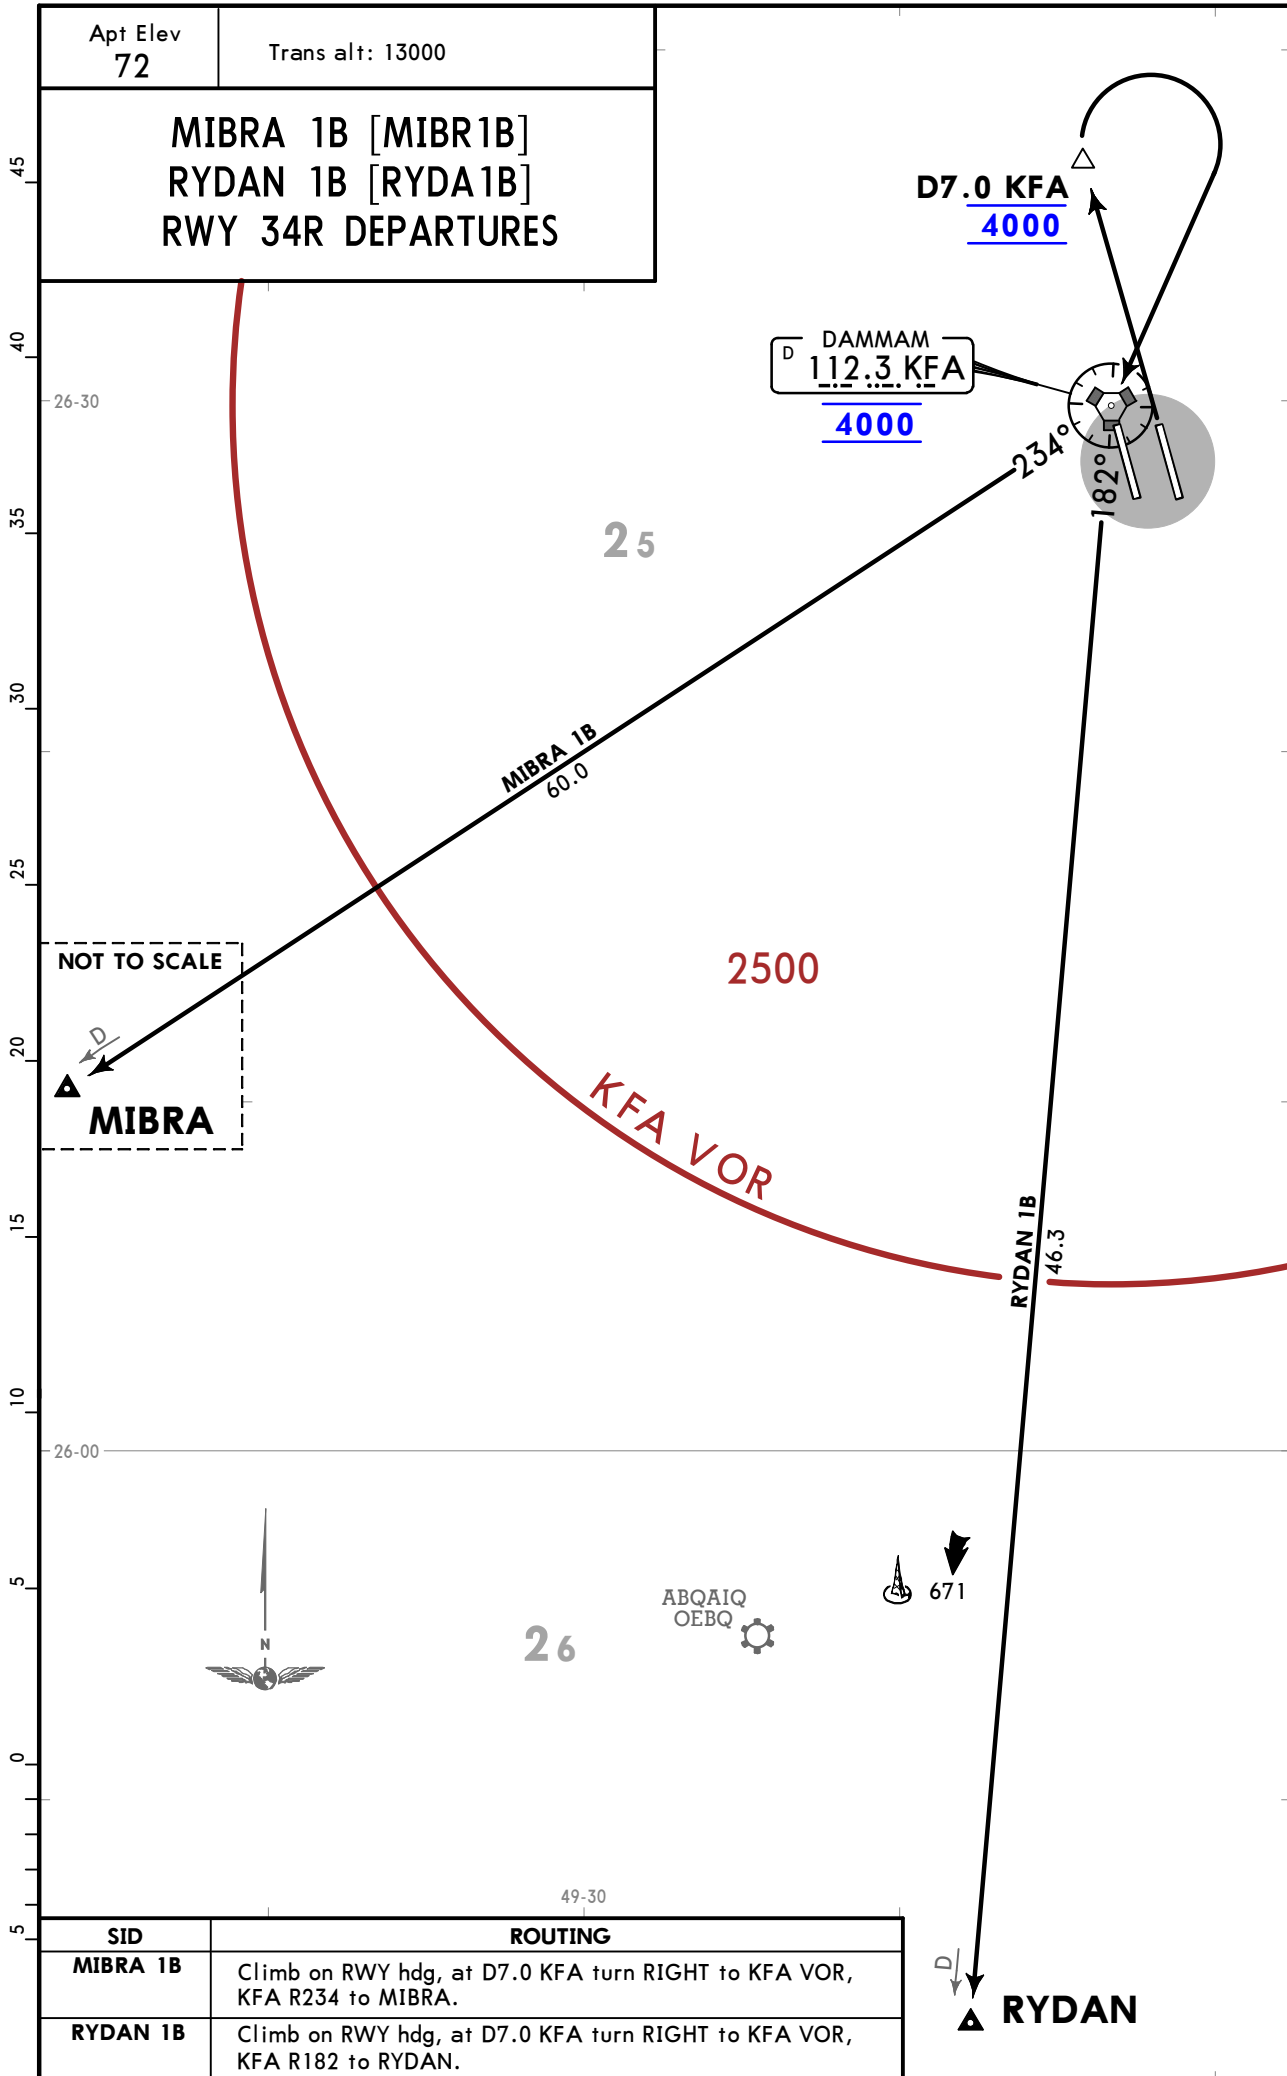 Apt Elev
72
Trans alt: 13000
MIBRA 1B [MIBR1B]
RYDAN 1B [RYDA1B]
RWY 34R DEPARTURES
45
40
35
30
25
20
15
10
5
0
5
D7.0 KFA
4000
DAMMAM
D 112.3 KFA
4000
26-30
234°
182°
25
MIBRA 1B
60.0
NOT TO SCALE
D
MIBRA
2500
KFA VOR
RYDAN 1B
46.3
26-00
N
ABQAIQ
OEBQ
671
26
49-30
D
RYDAN
SID ROUTING
MIBRA 1B Climb on RWY hdg, at D7.0 KFA turn RIGHT to KFA VOR,
KFA R234 to MIBRA.
RYDAN 1B Climb on RWY hdg, at D7.0 KFA turn RIGHT to KFA VOR,
KFA R182 to RYDAN.